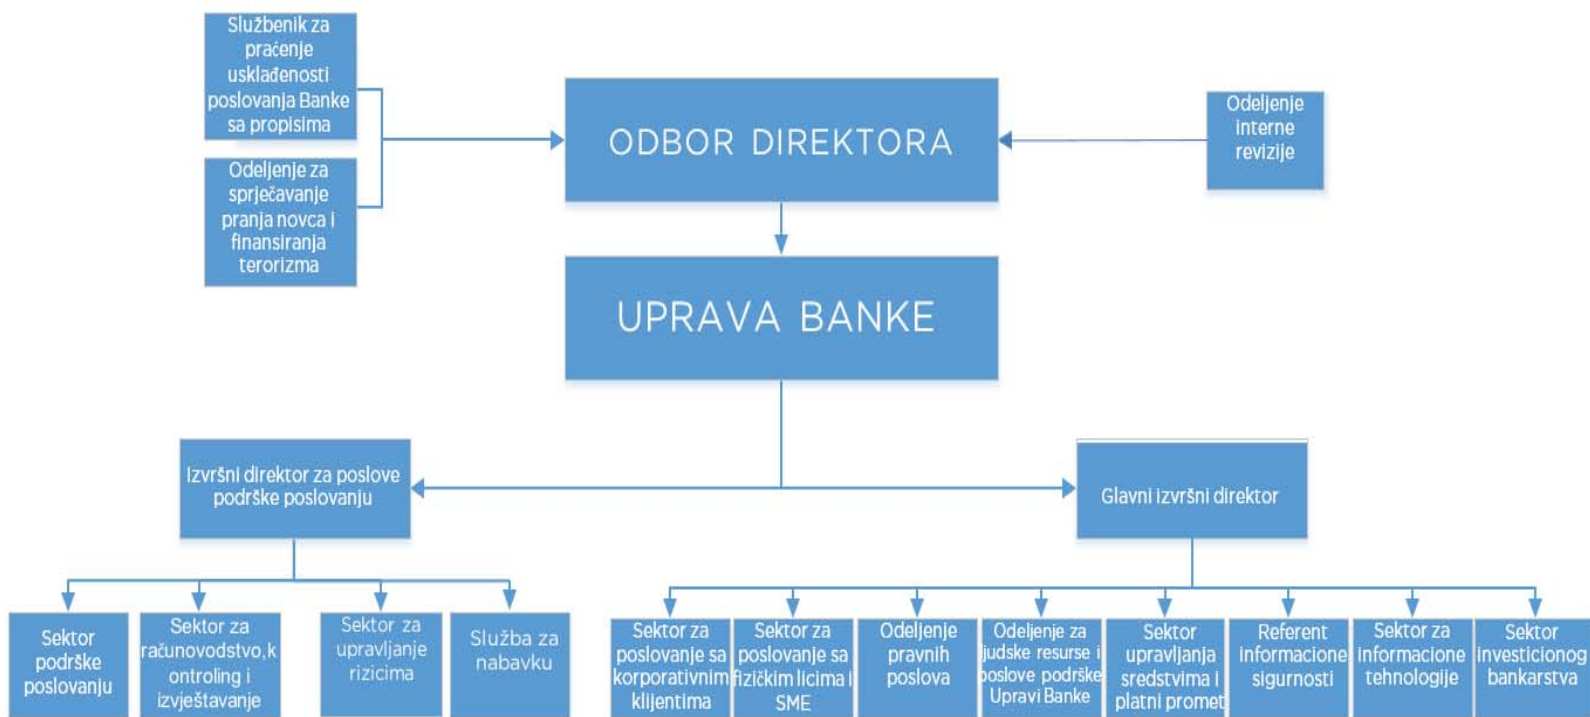 Službenik za
praćenje
usklađenosti
poslovanja Banke
sa propisima
Odeljenje za
sprječavanje
pranja novca i
finansiranja
terorizma
ODBOR DIREKTORA
Odeljenje
interne
revizije
UPRAVA BANKE
Izvršni direktor za poslove
podrške poslovanju
Glavni izvršni direktor
Sektor
podrške
poslovanju
Sektor za
računovodstvo,k
ontroling i
izvještavanje
Sektor za
upravljanje
rizicima
Služba za
nabavku
Sektor za
poslovanje sa
korporativnim
klijentima
Sektor za
poslovanje sa
fizičkim licima i
SME
Odeljenje
pravnih
poslova
Odeljenje za
ljudske resurse i
poslove podrške
Upravi Banke
Sektor
upravljanja
sredstvima i
platni promet
Referent
informacione
sigurnosti
Sektor za
informacione
tehnologije
Sektor
investicionog
bankarstva